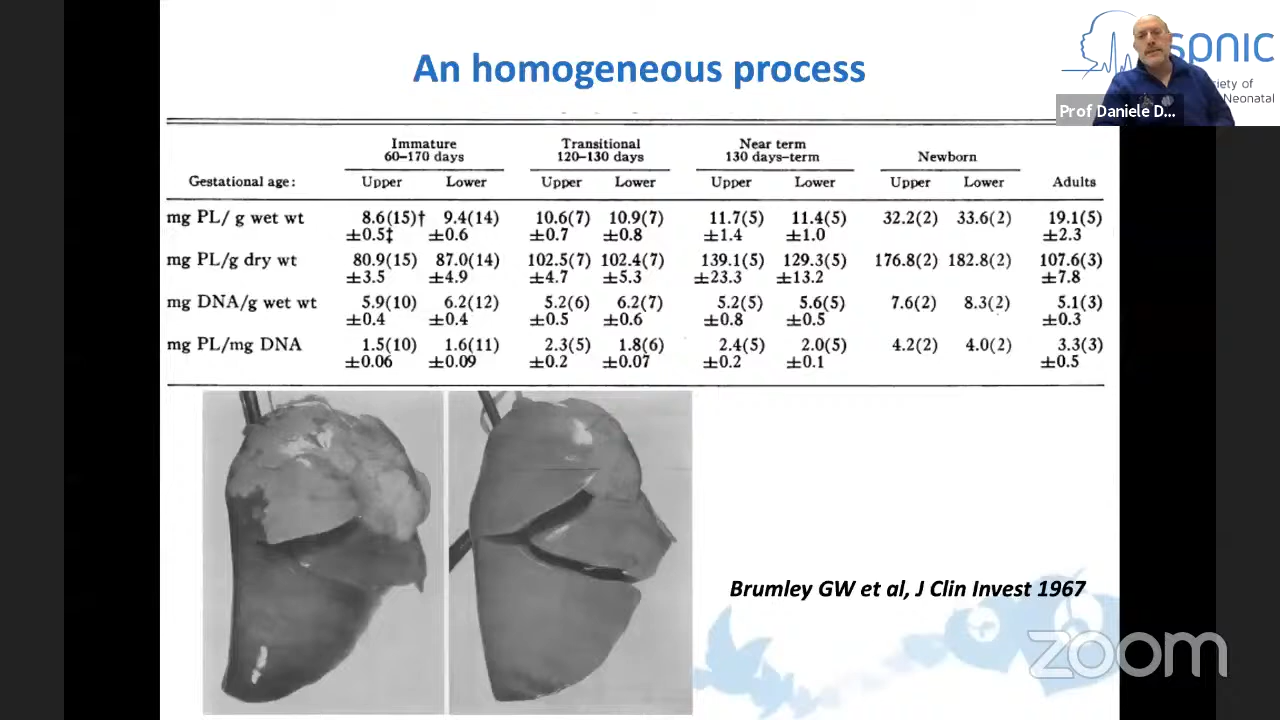 An homogeneous process
spnic
ciety of
Neonatal
Prof Daniele D...
Immature Transitional Near term
60–170 days 120–130 days 130 days–term Newborn
Gestational age: Upper Lower Upper Lower Upper Lower Upper Lower Adults
mg PL/ g wet wt 8.6(15)† 9.4(14) 10.6(7) 10.9(7) 11.7(5) 11.4(5) 32.2(2) 33.6(2) 19.1(5)
±0.5‡ ±0.6 ±0.7 ±0.8 ±1.4 ±1.0 ±2.3
mg PL/g dry wt 80.9(15) 87.0(14) 102.5(7) 102.4(7) 139.1(5) 129.3(5) 176.8(2) 182.8(2) 107.6(3)
±3.5 ±4.9 ±4.7 ±5.3 ±23.3 ±13.2 ±7.8
mg DNA/g wet wt 5.9(10) 6.2(12) 5.2(6) 6.2(7) 5.2(5) 5.6(5) 7.6(2) 8.3(2) 5.1(3)
±0.4 ±0.4 ±0.5 ±0.6 ±0.8 ±0.5 ±0.3
mg PL/mg DNA 1.5(10) 1.6(11) 2.3(5) 1.8(6) 2.4(5) 2.0(5) 4.2(2) 4.0(2) 3.3(3)
±0.06 ±0.09 ±0.2 ±0.07 ±0.2 ±0.1 ±0.5
Brumley GW et al, J Clin Invest 1967
zoom